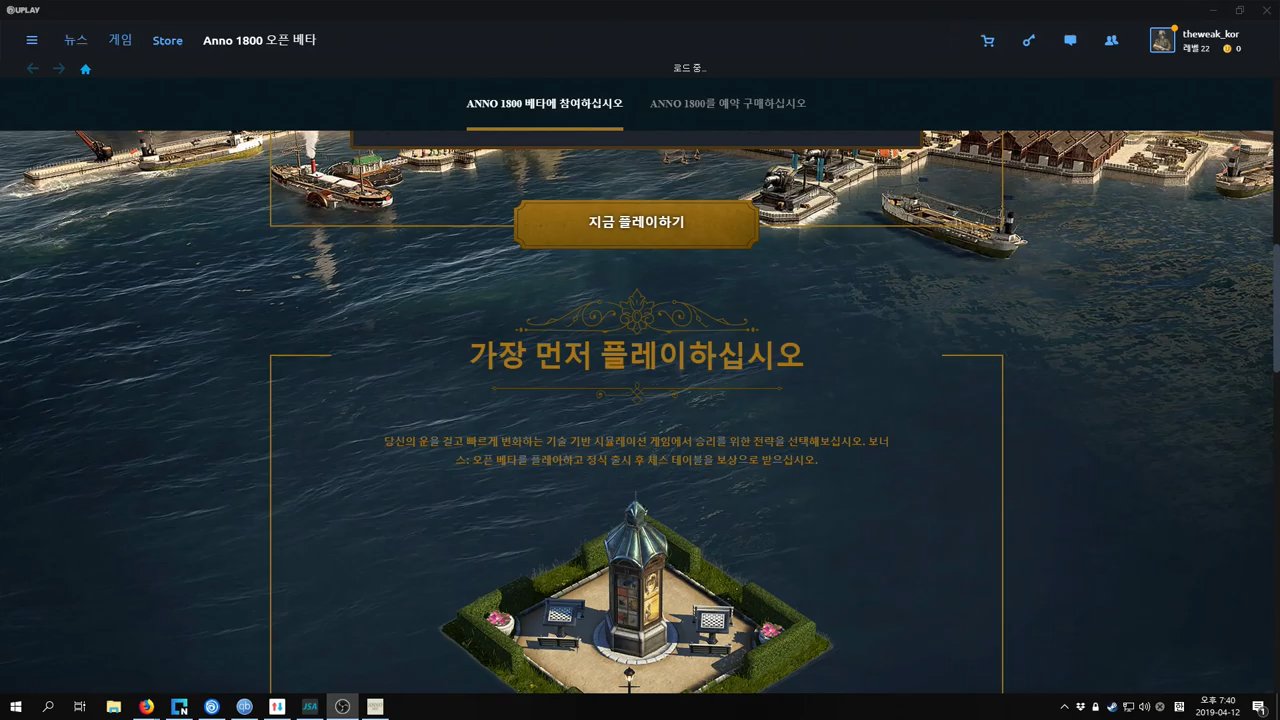 UPLAY
뉴스
게임
Store
Anno 1800 오픈 베타
theweak_kor
레벨 22
0
로드 중...
ANNO 1800 베타에 참여하십시오
ANNO 1800를 예약 구매하십시오
지금 플레이하기
가장 먼저 플레이하십시오
당신의 운을 걸고 빠르게 변화하는 기술 기반 시뮬레이션 게임에서 승리를 위한 전략을 선택해보십시오. 보너
스: 오픈 베타를 플레이하고 정식 출시 후 체스 테이블을 보상으로 받으십시오.
N
qb
JSA
오후 7:40
2019-04-12
1